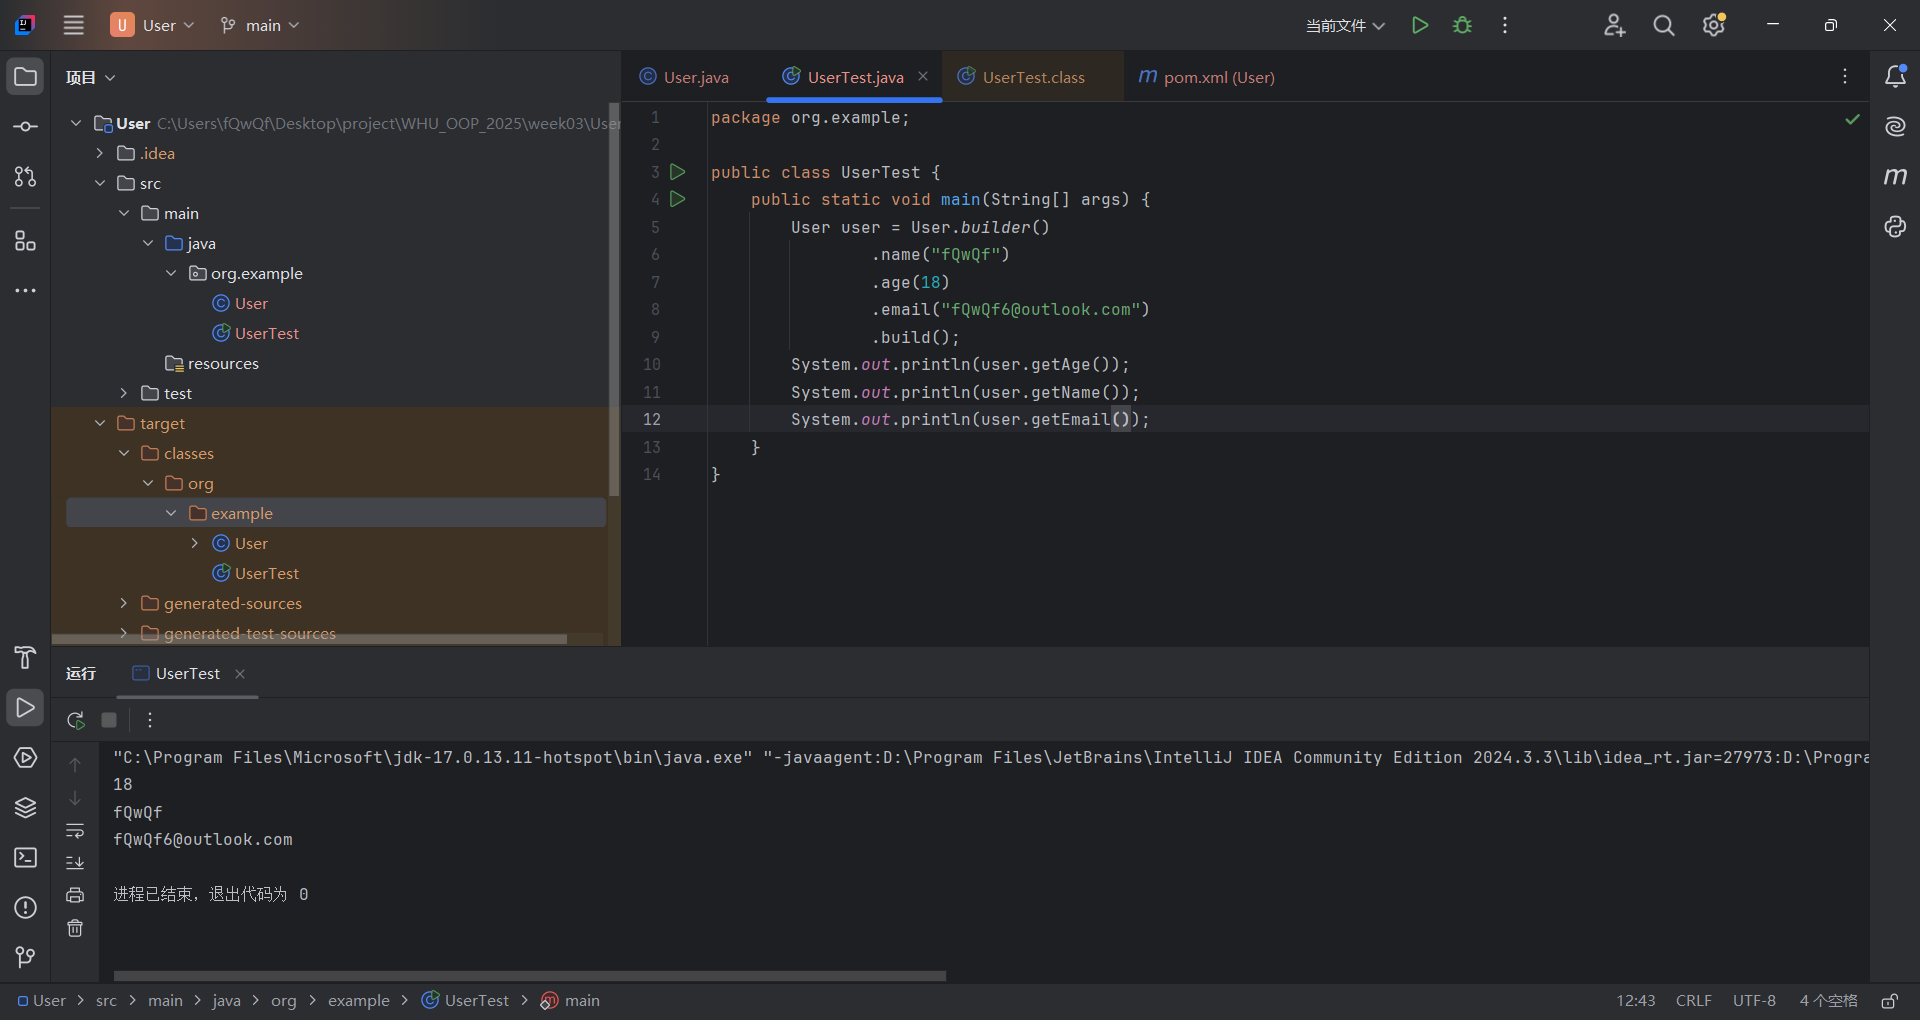 U User main 当前文件
项目
User C:\Users\fQwQf\Desktop\project\WHU_OOP_2025\week03\User
.idea
src
main
java
org.example
User
UserTest
resources
test
target
classes
org
example
User
UserTest
generated-sources
generated-test-sources
User.java UserTest.java UserTest.class m pom.xml (User)
1 package org.example;
2
3 public class UserTest {
4 public static void main(String[] args) {
5 User user = User.builder()
6 .name("fQwQf")
7 .age(18)
8 .email("fQwQf6@outlook.com")
9 .build();
10 System.out.println(user.getAge());
11 System.out.println(user.getName());
12 System.out.println(user.getEmail());
13 }
14 }
m
运行 UserTest
"C:\Program Files\Microsoft\jdk-17.0.13.11-hotspot\bin\java.exe" "-javaagent:D:\Program Files\JetBrains\IntelliJ IDEA Community Edition 2024.3.3\lib\idea_rt.jar=27973:D:\Progra
18
fQwQf
fQwQf6@outlook.com
进程已结束，退出代码为 0
User > src > main > java > org > example > UserTest > main 12:43 CRLF UTF-8 4 个空格